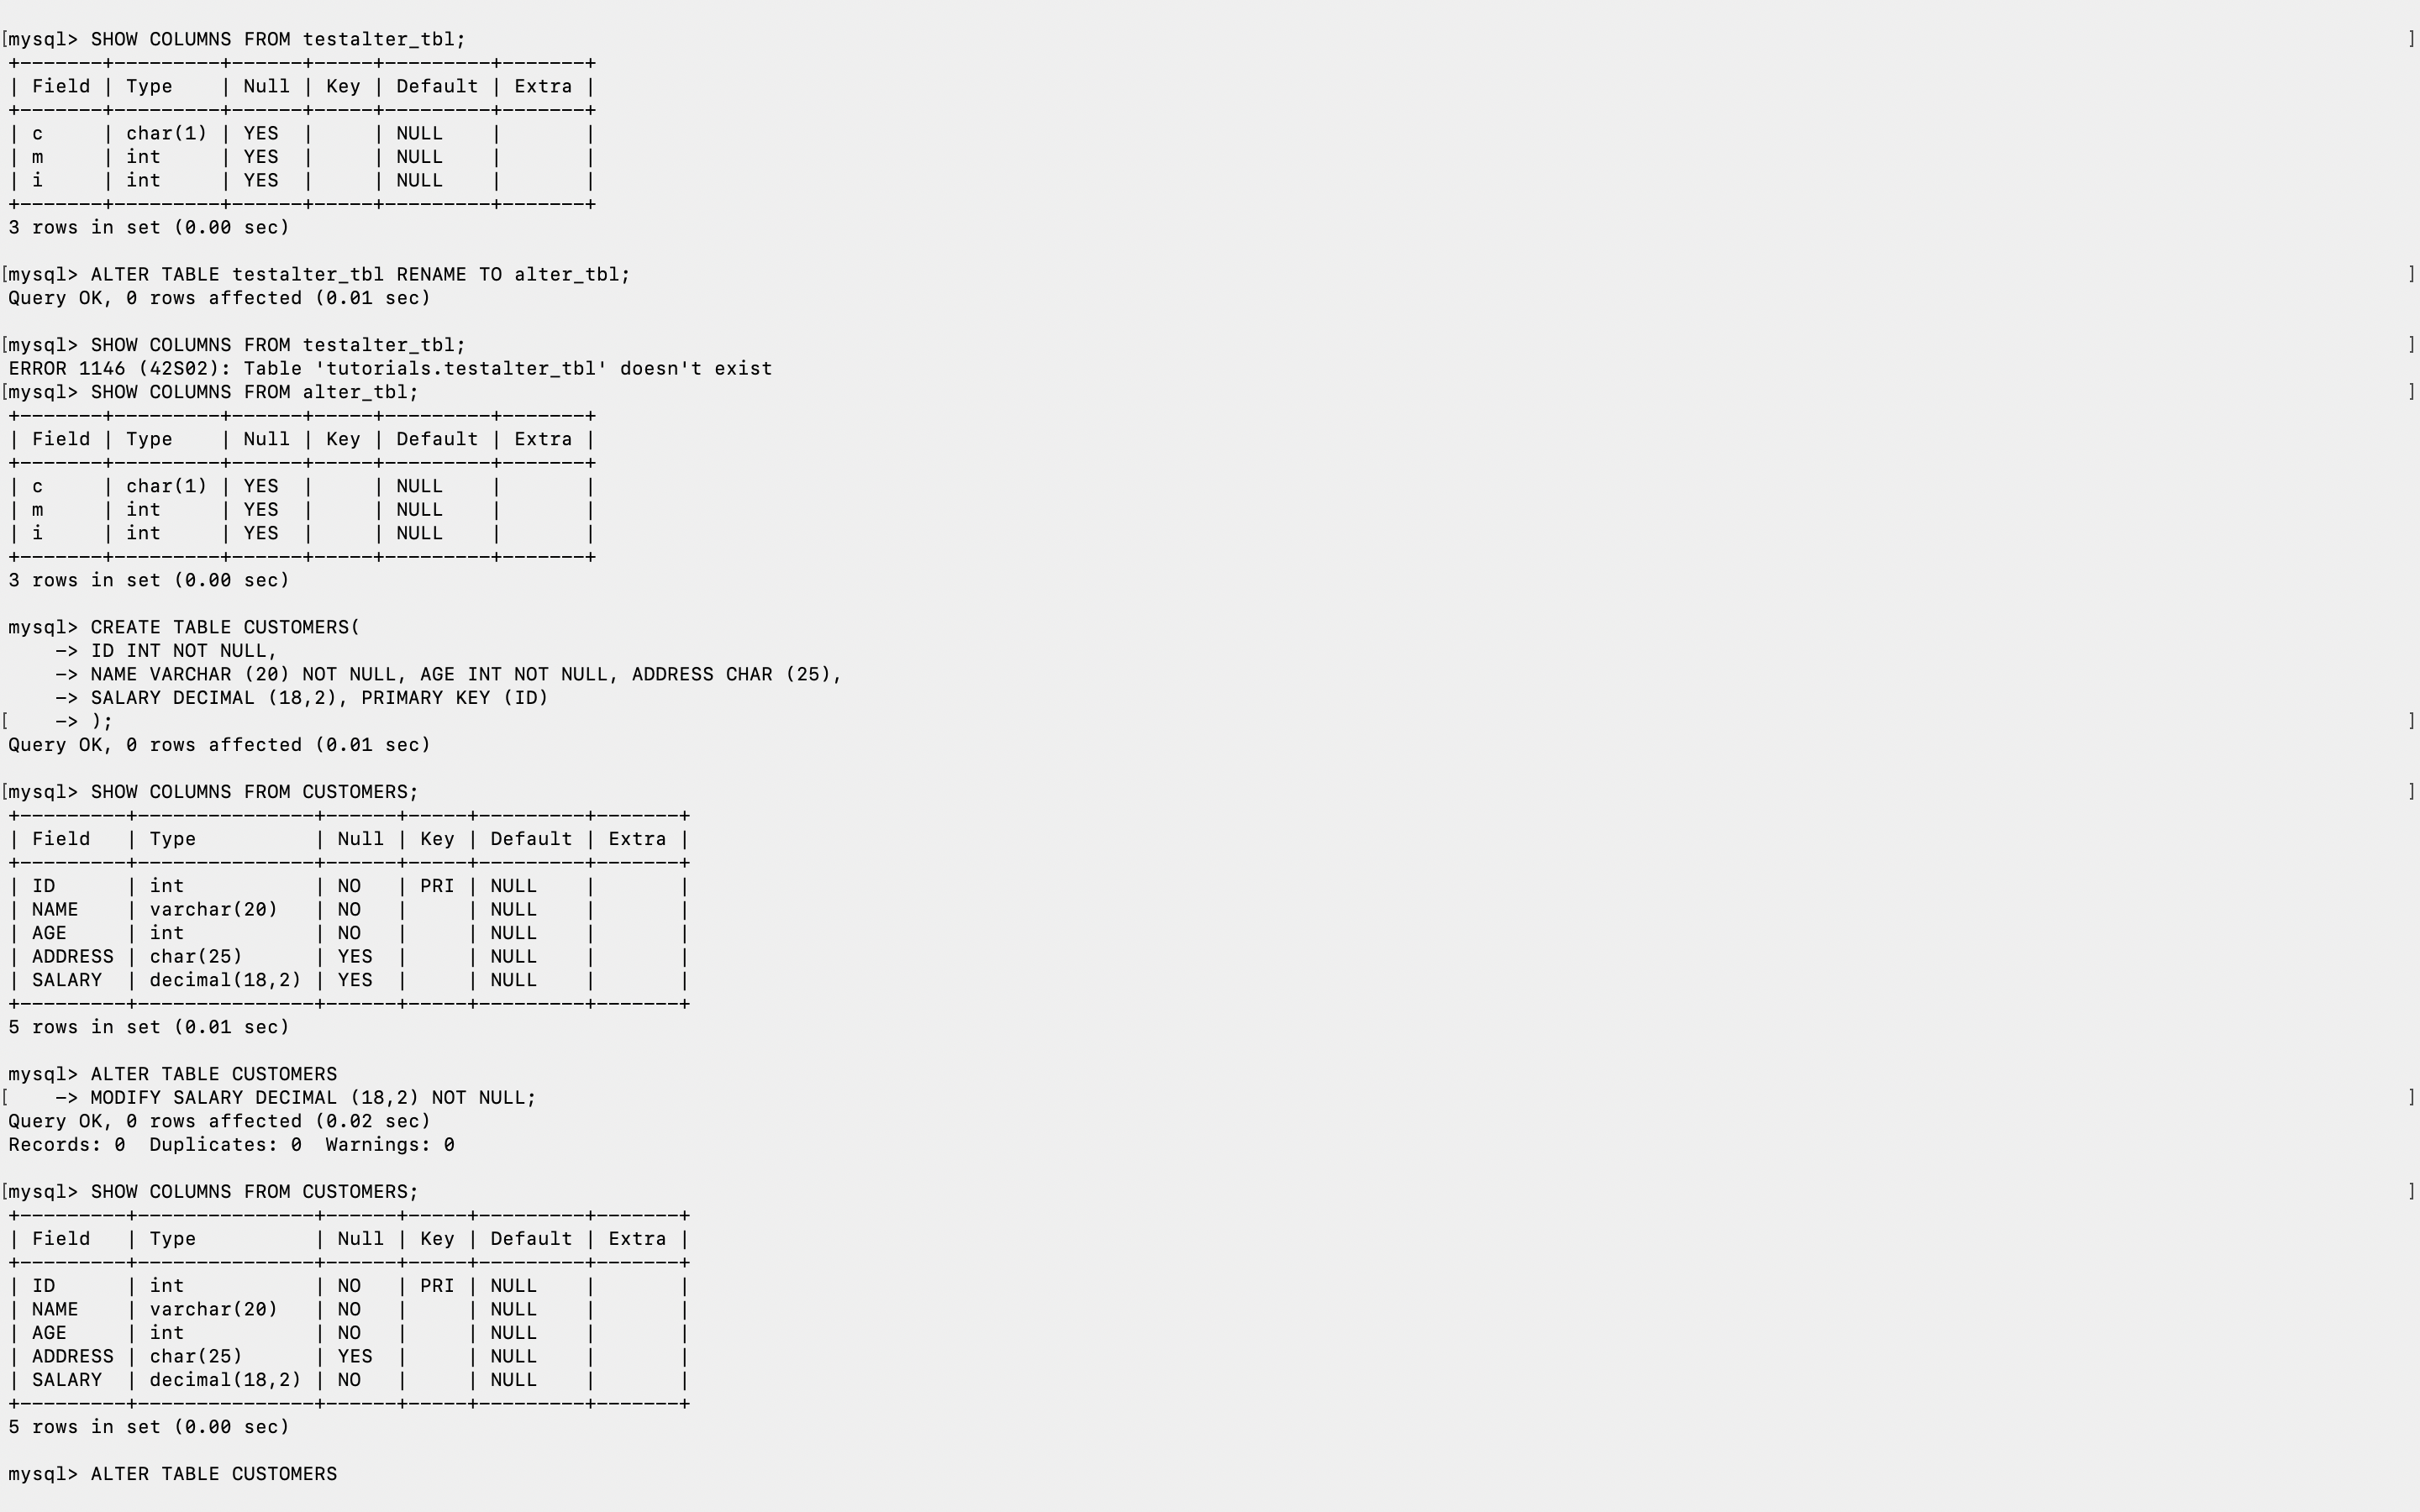 [mysql> SHOW COLUMNS FROM testalter_tbl; ]
+-------+---------+------+-----+---------+-------+
| Field | Type    | Null | Key | Default | Extra |
+-------+---------+------+-----+---------+-------+
| c     | char(1) | YES  |     | NULL    |       |
| m     | int     | YES  |     | NULL    |       |
| i     | int     | YES  |     | NULL    |       |
+-------+---------+------+-----+---------+-------+
3 rows in set (0.00 sec)
[mysql> ALTER TABLE testalter_tbl RENAME TO alter_tbl; ]
Query OK, 0 rows affected (0.01 sec)
[mysql> SHOW COLUMNS FROM testalter_tbl; ]
ERROR 1146 (42S02): Table 'tutorials.testalter_tbl' doesn't exist
[mysql> SHOW COLUMNS FROM alter_tbl; ]
+-------+---------+------+-----+---------+-------+
| Field | Type    | Null | Key | Default | Extra |
+-------+---------+------+-----+---------+-------+
| c     | char(1) | YES  |     | NULL    |       |
| m     | int     | YES  |     | NULL    |       |
| i     | int     | YES  |     | NULL    |       |
+-------+---------+------+-----+---------+-------+
3 rows in set (0.00 sec)
mysql> CREATE TABLE CUSTOMERS(
    -> ID INT NOT NULL,
    -> NAME VARCHAR (20) NOT NULL, AGE INT NOT NULL, ADDRESS CHAR (25),
    -> SALARY DECIMAL (18,2), PRIMARY KEY (ID)
[    -> ); ]
Query OK, 0 rows affected (0.01 sec)
[mysql> SHOW COLUMNS FROM CUSTOMERS; ]
+---------+---------------+------+-----+---------+-------+
| Field   | Type          | Null | Key | Default | Extra |
+---------+---------------+------+-----+---------+-------+
| ID      | int           | NO   | PRI | NULL    |       |
| NAME    | varchar(20)   | NO   |     | NULL    |       |
| AGE     | int           | NO   |     | NULL    |       |
| ADDRESS | char(25)      | YES  |     | NULL    |       |
| SALARY  | decimal(18,2) | YES  |     | NULL    |       |
+---------+---------------+------+-----+---------+-------+
5 rows in set (0.01 sec)
mysql> ALTER TABLE CUSTOMERS
[    -> MODIFY SALARY DECIMAL (18,2) NOT NULL; ]
Query OK, 0 rows affected (0.02 sec)
Records: 0  Duplicates: 0  Warnings: 0
[mysql> SHOW COLUMNS FROM CUSTOMERS; ]
+---------+---------------+------+-----+---------+-------+
| Field   | Type          | Null | Key | Default | Extra |
+---------+---------------+------+-----+---------+-------+
| ID      | int           | NO   | PRI | NULL    |       |
| NAME    | varchar(20)   | NO   |     | NULL    |       |
| AGE     | int           | NO   |     | NULL    |       |
| ADDRESS | char(25)      | YES  |     | NULL    |       |
| SALARY  | decimal(18,2) | NO   |     | NULL    |       |
+---------+---------------+------+-----+---------+-------+
5 rows in set (0.00 sec)
mysql> ALTER TABLE CUSTOMERS